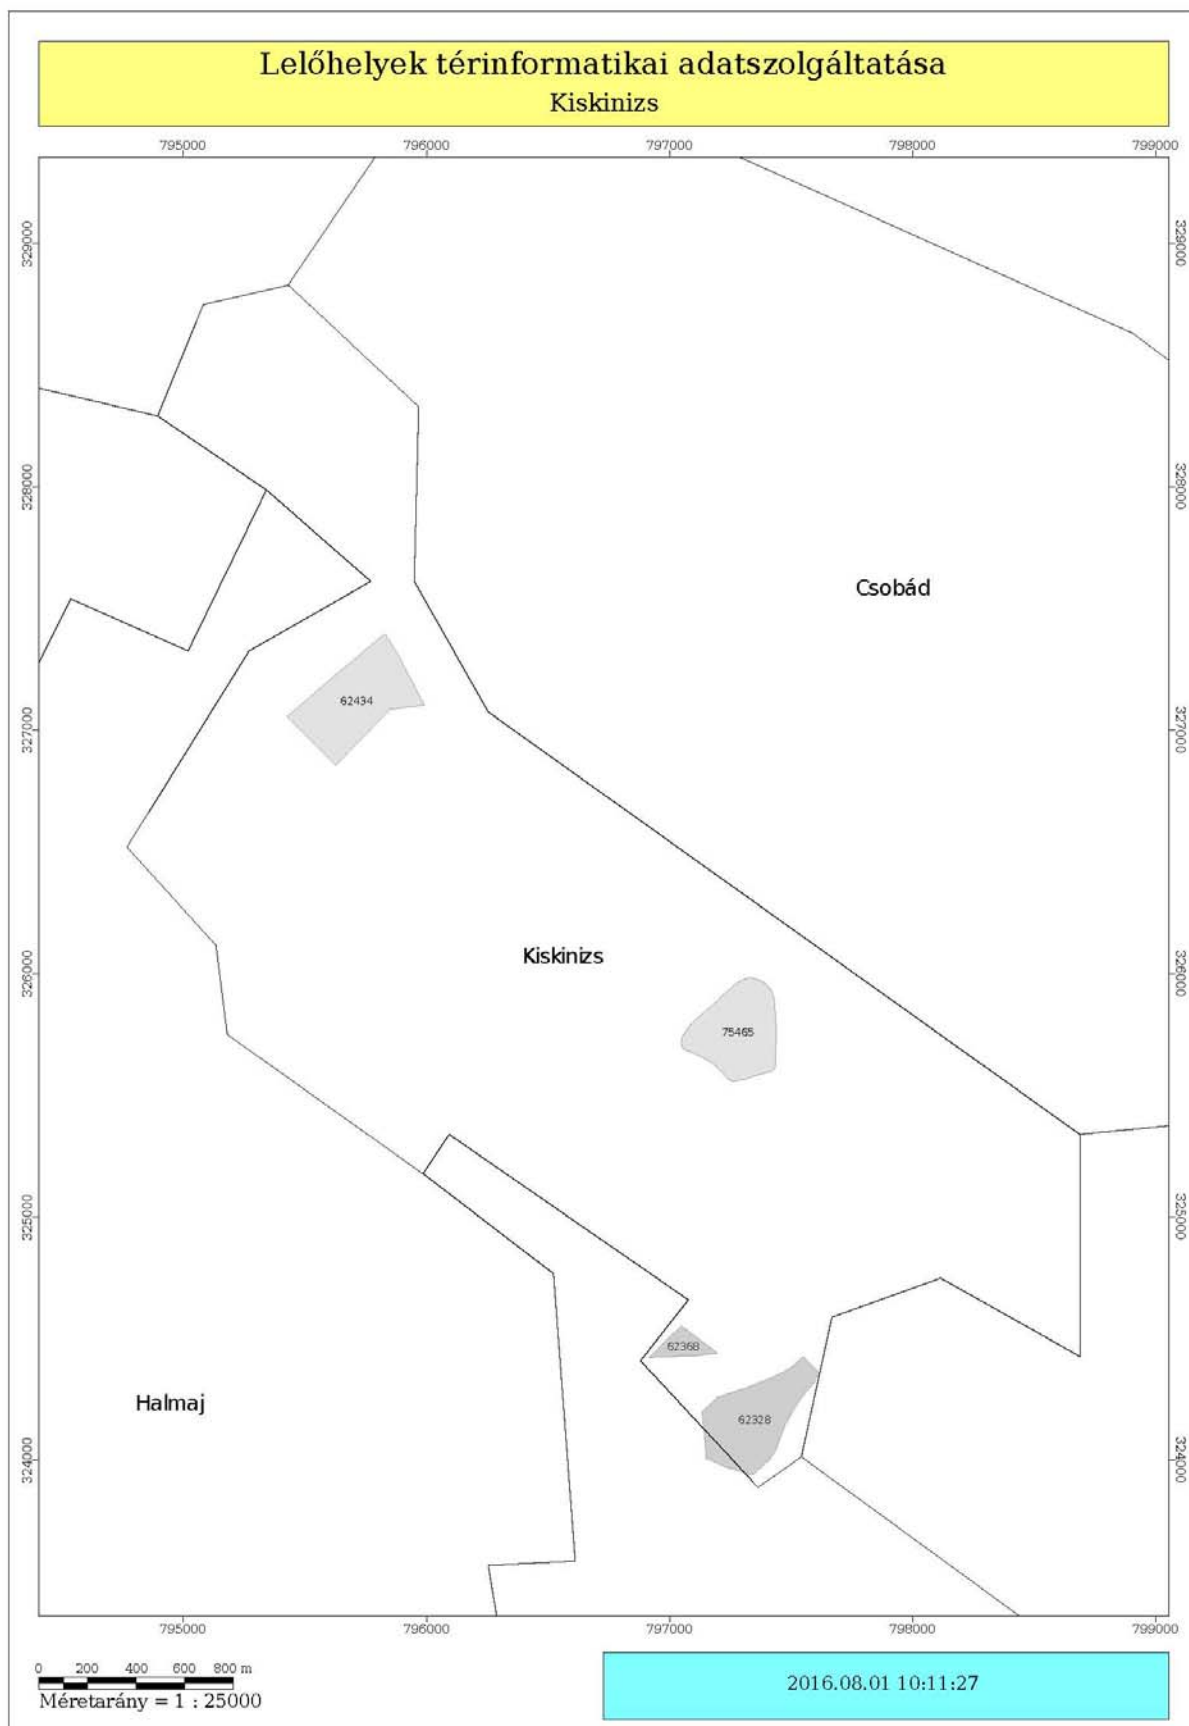 Lelőhelyek térinformatikai adatszolgáltatása
Kiskinizs
795000 796000 797000 798000 799000
329000 329000
328000 328000
Csobád
62434
327000 327000
Kiskinizs
326000 326000
75465
325000 325000
62368
Halmaj
62328
324000 324000
795000 796000 797000 798000 799000
0 200 400 600 800 m
Méretarány = 1 : 25000
2016.08.01 10:11:27